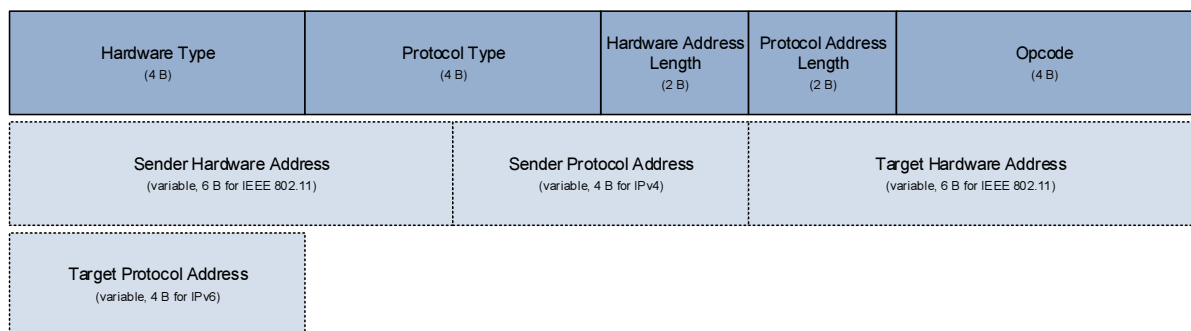 Hardware Type
(4 B)
Protocol Type
(4 B)
Hardware Address
Length
(2 B)
Protocol Address
Length
(2 B)
Opcode
(4 B)
Sender Hardware Address
(variable, 6 B for IEEE 802.11)
Sender Protocol Address
(variable, 4 B for IPv4)
Target Hardware Address
(variable, 6 B for IEEE 802.11)
Target Protocol Address
(variable, 4 B for IPv6)